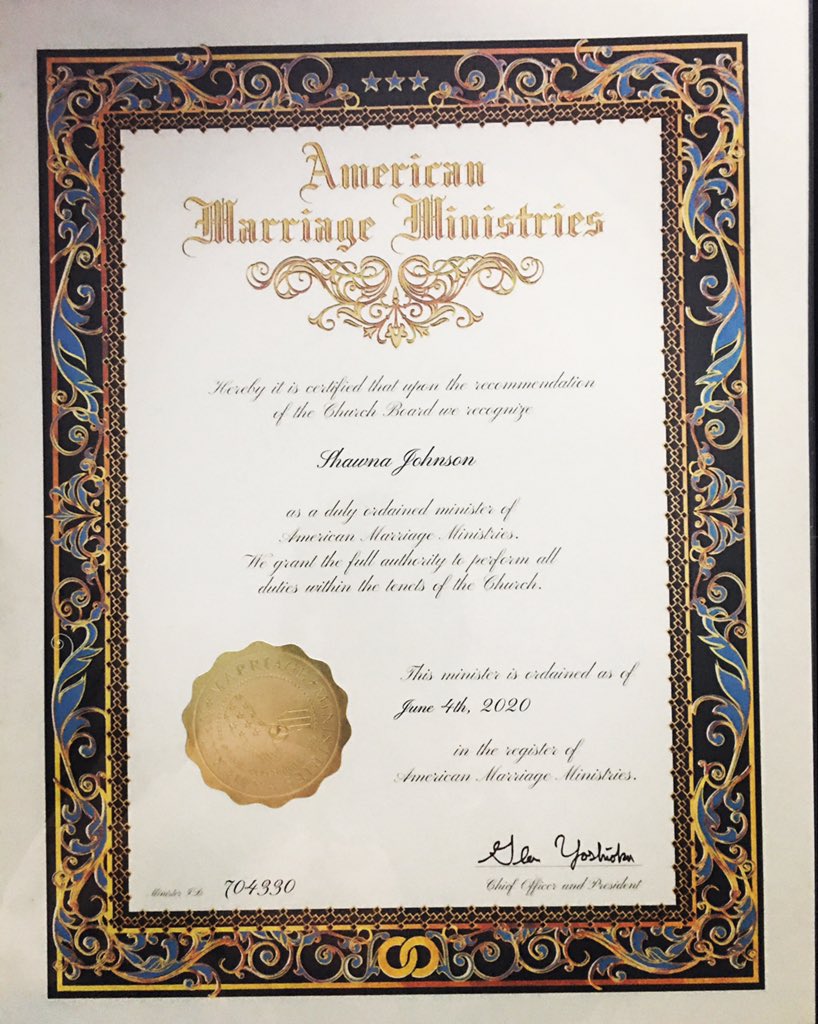 American
Marriage Ministries
Hereby it is certified that upon the recommendation
of the Church Board we recognize
Shawna Johnson
as a duly ordained minister of
American Marriage Ministries.
We grant the full authority to perform all
duties within the tenets of the Church.
This minister is ordained as of
June 4th, 2020
in the register of
American Marriage Ministries.
Glen Yoshioka
Chief Officer and President
Minister I.D. 704330